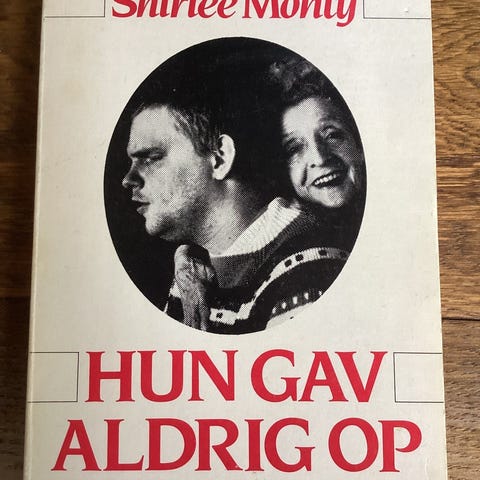 Shirlee Monty
HUN GAV
ALDRIG OP